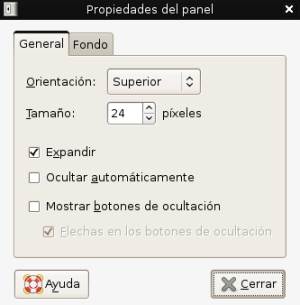 Propiedades del panel
General Fondo
Orientación: Superior
Tamaño: 24 píxeles
Expandir
Ocultar automáticamente
Mostrar botones de ocultación
Flechas en los botones de ocultación
Ayuda Cerrar